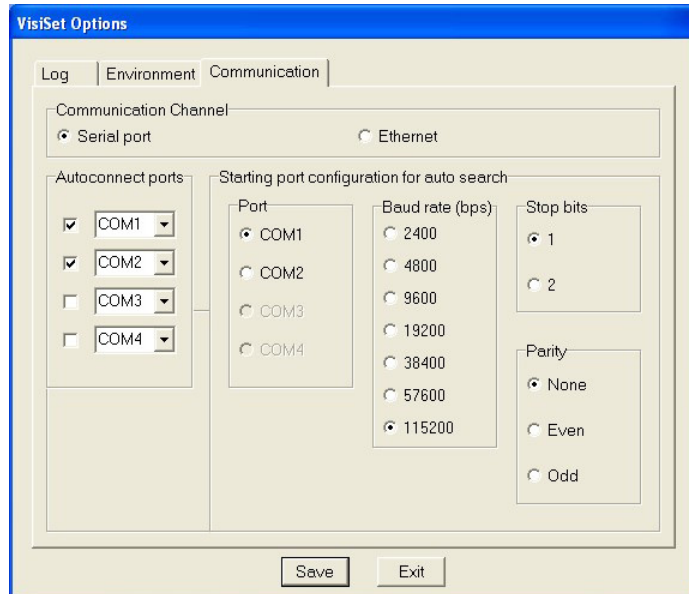 VisiSet Options
Log
Environment
Communication
Communication Channel
Serial port
Ethernet
Autoconnect ports
COM1
COM2
COM3
COM4
Starting port configuration for auto search
Port
COM1
COM2
COM3
COM4
Baud rate (bps)
2400
4800
9600
19200
38400
57600
115200
Stop bits
1
2
Parity
None
Even
Odd
Save
Exit